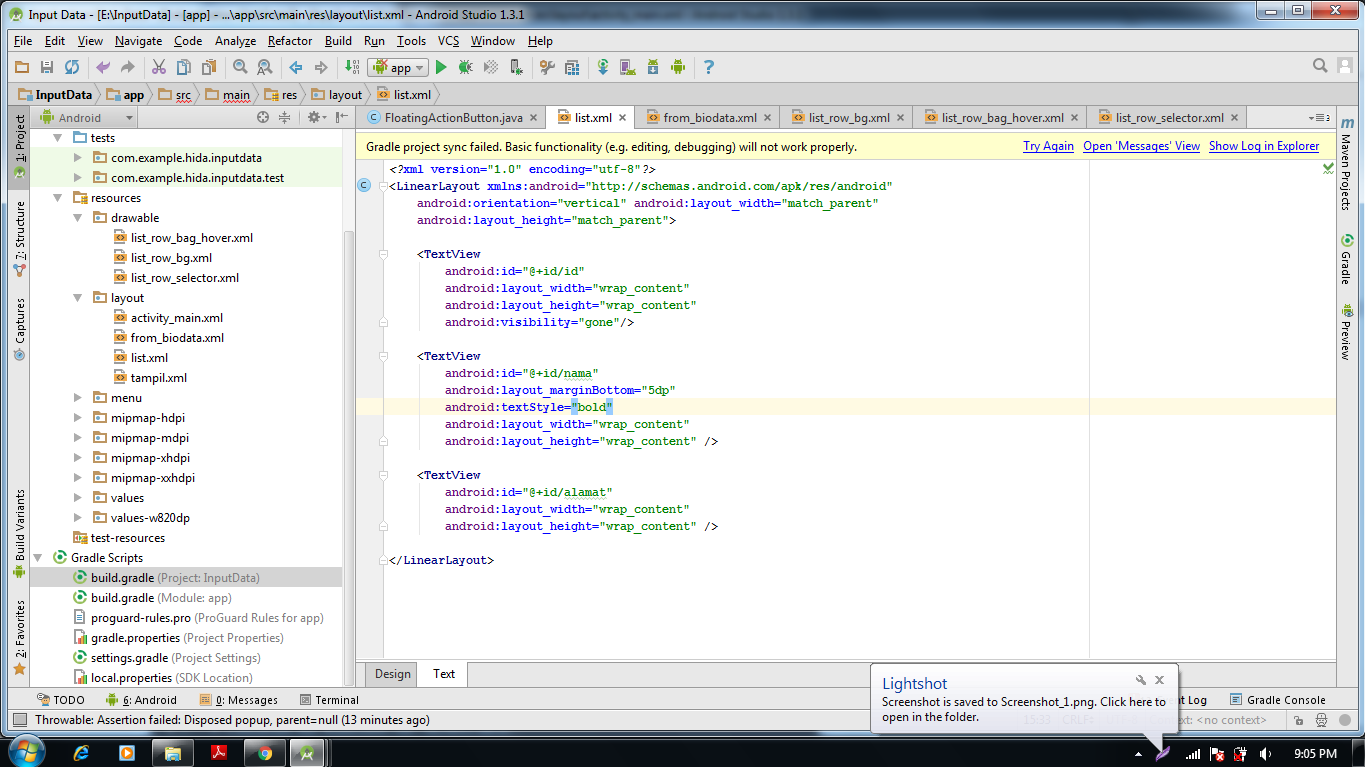 Input Data - [E:\InputData] - [app] - ...\app\src\main\res\layout\list.xml - Android Studio 1.3.1
File Edit View Navigate Code Analyze Refactor Build Run Tools VCS Window Help
app
InputData app src main res layout list.xml
Android
FloatingActionButton.java list.xml from_biodata.xml list_row_bg.xml list_row_bag_hover.xml list_row_selector.xml
Gradle project sync failed. Basic functionality (e.g. editing, debugging) will not work properly. Try Again Open 'Messages' View Show Log in Explorer
1: Project
7: Structure
Captures
Build Variants
2: Favorites
tests
com.example.hida.inputdata
com.example.hida.inputdata.test
resources
drawable
list_row_bag_hover.xml
list_row_bg.xml
list_row_selector.xml
layout
activity_main.xml
from_biodata.xml
list.xml
tampil.xml
menu
mipmap-hdpi
mipmap-mdpi
mipmap-xhdpi
mipmap-xxhdpi
values
values-w820dp
test-resources
Gradle Scripts
build.gradle (Project: InputData)
build.gradle (Module: app)
proguard-rules.pro (ProGuard Rules for app)
gradle.properties (Project Properties)
settings.gradle (Project Settings)
local.properties (SDK Location)
<?xml version="1.0" encoding="utf-8"?>
<LinearLayout xmlns:android="http://schemas.android.com/apk/res/android"
android:orientation="vertical" android:layout_width="match_parent"
android:layout_height="match_parent">
<TextView
android:id="@+id/id"
android:layout_width="wrap_content"
android:layout_height="wrap_content"
android:visibility="gone"/>
<TextView
android:id="@+id/nama"
android:layout_marginBottom="5dp"
android:textStyle="bold"
android:layout_width="wrap_content"
android:layout_height="wrap_content" />
<TextView
android:id="@+id/alamat"
android:layout_width="wrap_content"
android:layout_height="wrap_content" />
</LinearLayout>
Maven Projects
Gradle
Preview
Design Text
Lightshot
Screenshot is saved to Screenshot_1.png. Click here to
open in the folder.
TODO 6: Android 0: Messages Terminal nt Log Gradle Console
Throwable: Assertion failed: Disposed popup, parent=null (13 minutes ago) 15:33 CRLF Context: <no context>
9:05 PM